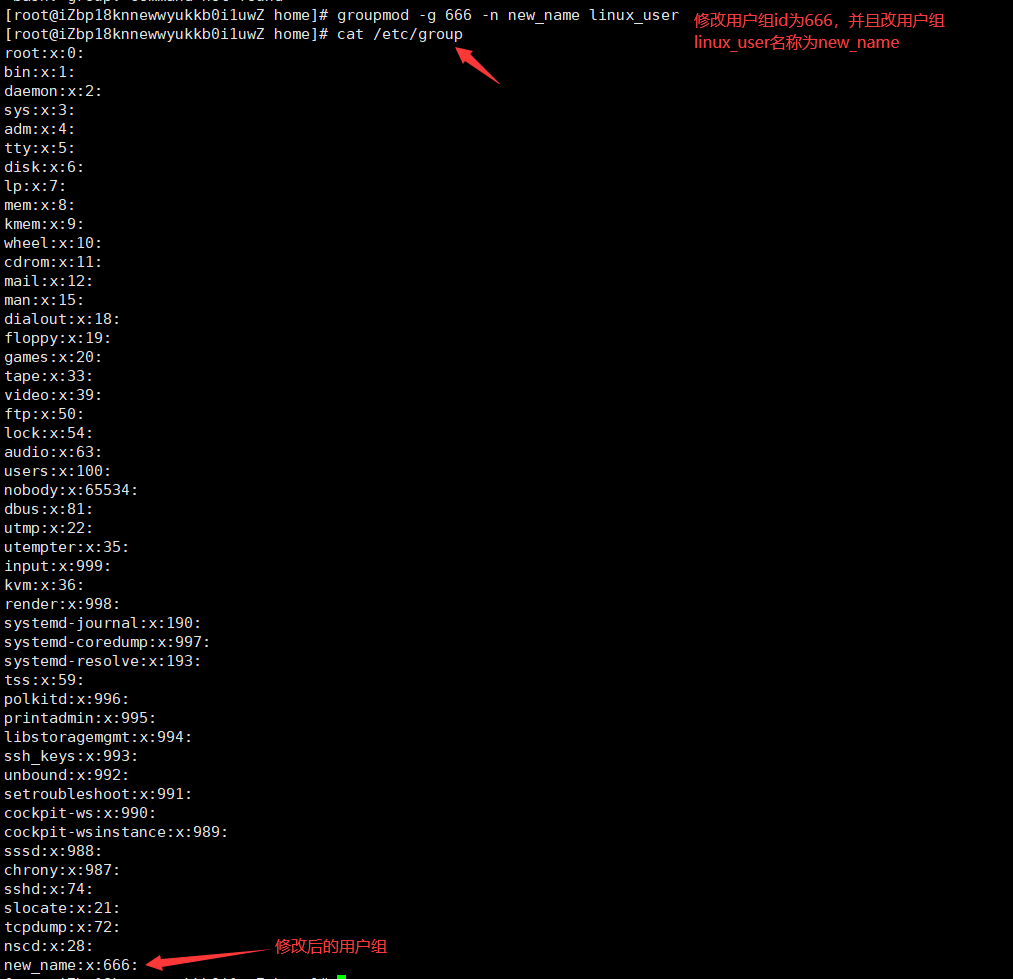 [root@iZbp18knnewwyukkb0i1uwZ home]# groupmod -g 666 -n new_name linux_user
修改用户组id为666，并且改用户组
linux_user名称为new_name
[root@iZbp18knnewwyukkb0i1uwZ home]# cat /etc/group
root:x:0:
bin:x:1:
daemon:x:2:
sys:x:3:
adm:x:4:
tty:x:5:
disk:x:6:
lp:x:7:
mem:x:8:
kmem:x:9:
wheel:x:10:
cdrom:x:11:
mail:x:12:
man:x:15:
dialout:x:18:
floppy:x:19:
games:x:20:
tape:x:33:
video:x:39:
ftp:x:50:
lock:x:54:
audio:x:63:
users:x:100:
nobody:x:65534:
dbus:x:81:
utmp:x:22:
utempter:x:35:
input:x:999:
kvm:x:36:
render:x:998:
systemd-journal:x:190:
systemd-coredump:x:997:
systemd-resolve:x:193:
tss:x:59:
polkitd:x:996:
printadmin:x:995:
libstoragemgmt:x:994:
ssh_keys:x:993:
unbound:x:992:
setroubleshoot:x:991:
cockpit-ws:x:990:
cockpit-wsinstance:x:989:
sssd:x:988:
chrony:x:987:
sshd:x:74:
slocate:x:21:
tcpdump:x:72:
nscd:x:28:
修改后的用户组
new_name:x:666: